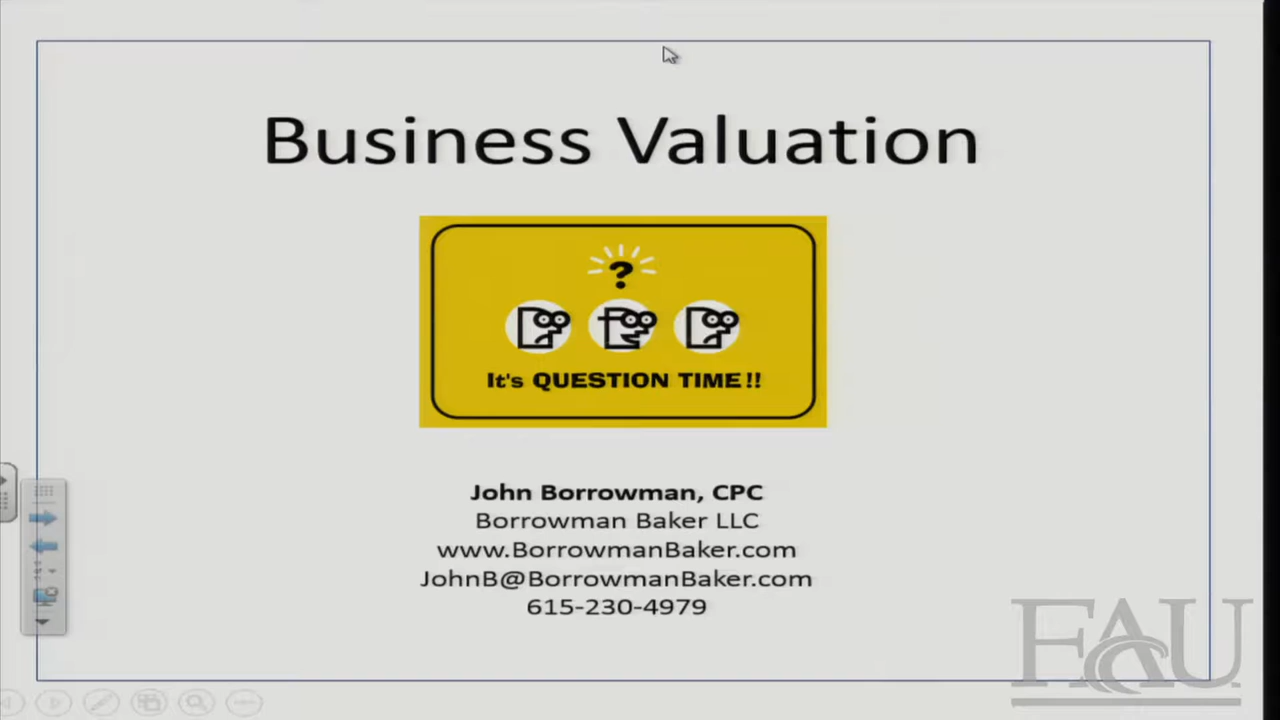 Business Valuation
?
It's QUESTION TIME!!
John Borrowman, CPC
Borrowman Baker LLC
www.BorrowmanBaker.com
JohnB@BorrowmanBaker.com
615-230-4979
FAU